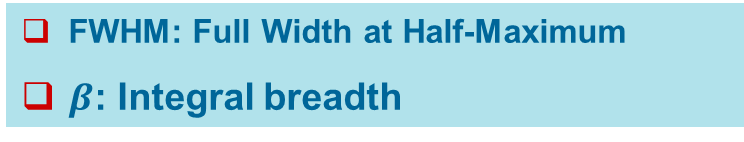 FWHM: Full Width at Half-Maximum
β: Integral breadth